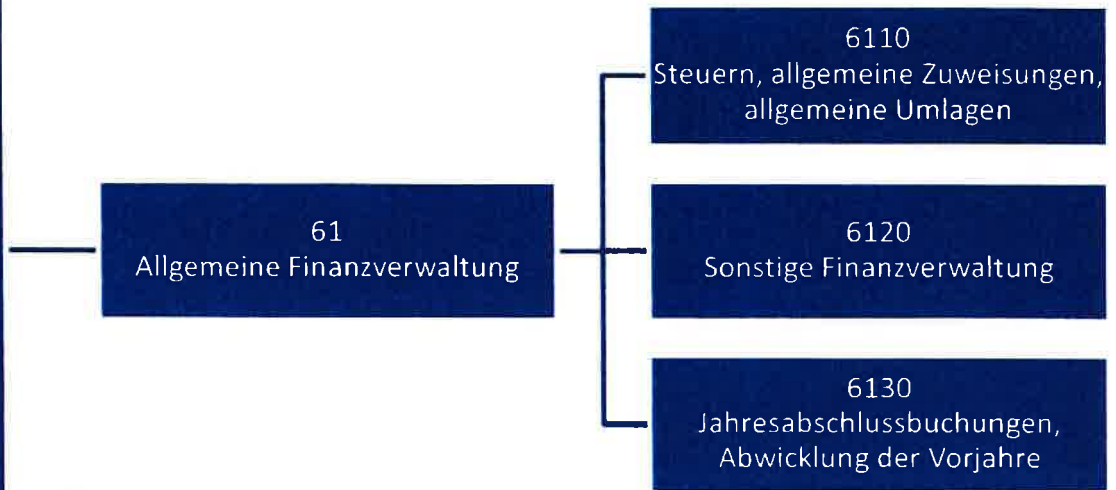 6110
Steuern, allgemeine Zuweisungen,
allgemeine Umlagen
61
Allgemeine Finanzverwaltung
6120
Sonstige Finanzverwaltung
6130
Jahresabschlussbuchungen,
Abwicklung der Vorjahre